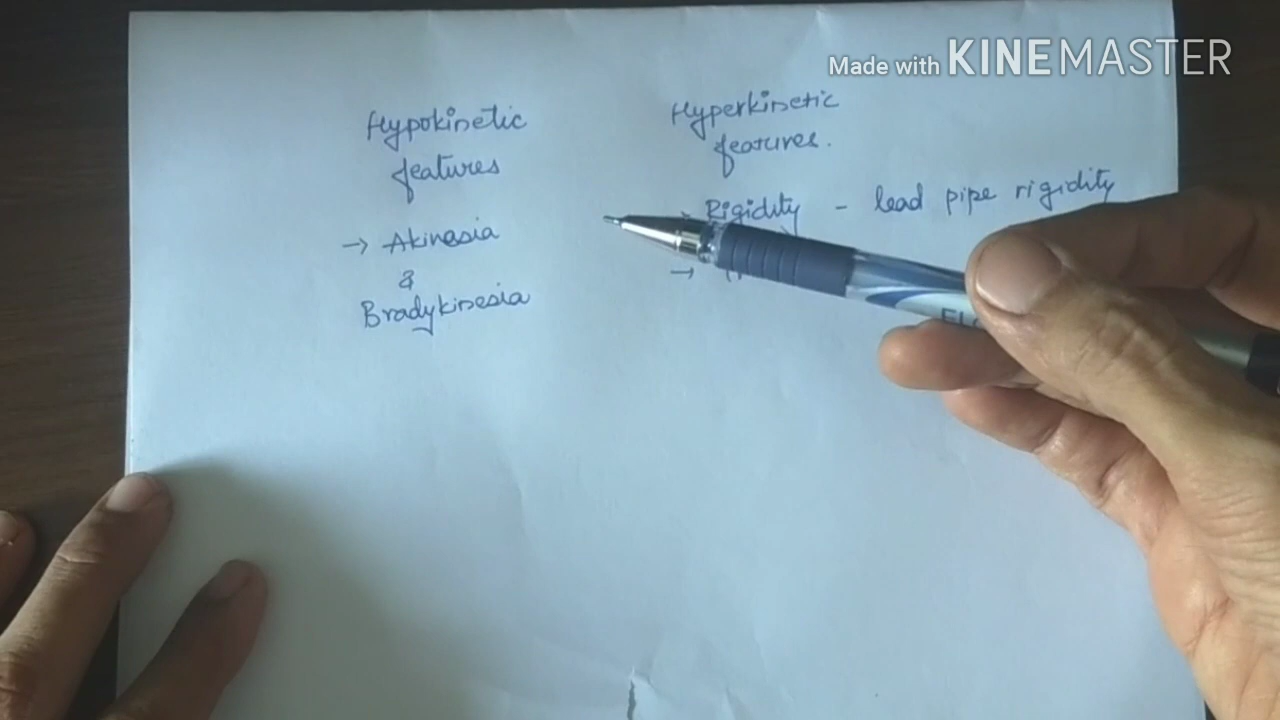 Made with KINEMASTER
Hypokinetic
features
→ Akinesia
&
Bradykinesia
Hyperkinetic
features.
Rigidity - lead pipe rigidity
→